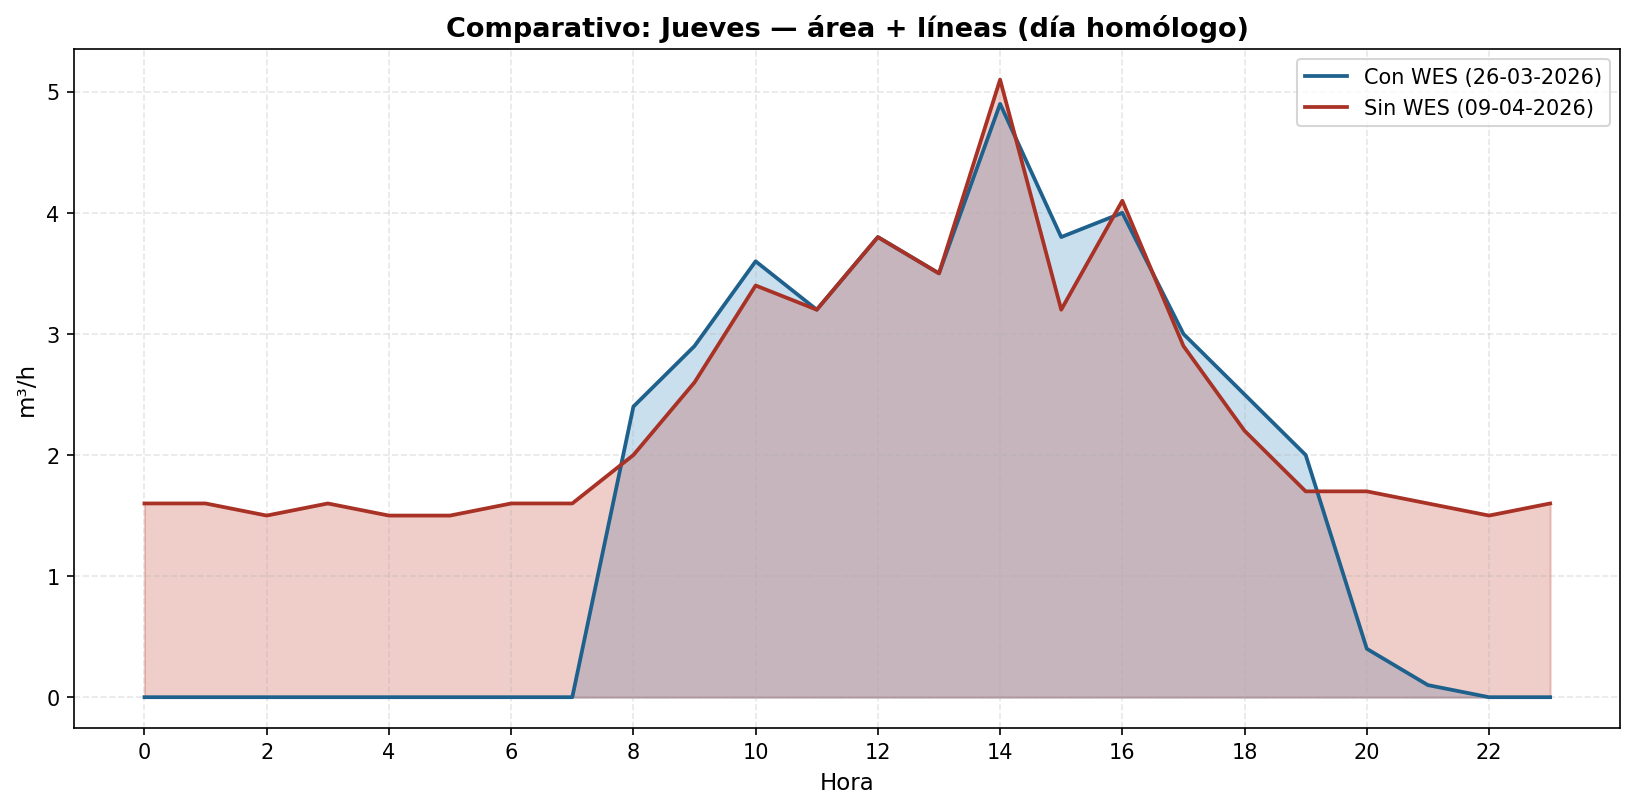 Comparativo: Jueves — área + líneas (día homólogo)
Con WES (26-03-2026)
Sin WES (09-04-2026)
5
4
3
2
1
0
m³/h
0 2 4 6 8 10 12 14 16 18 20 22
Hora